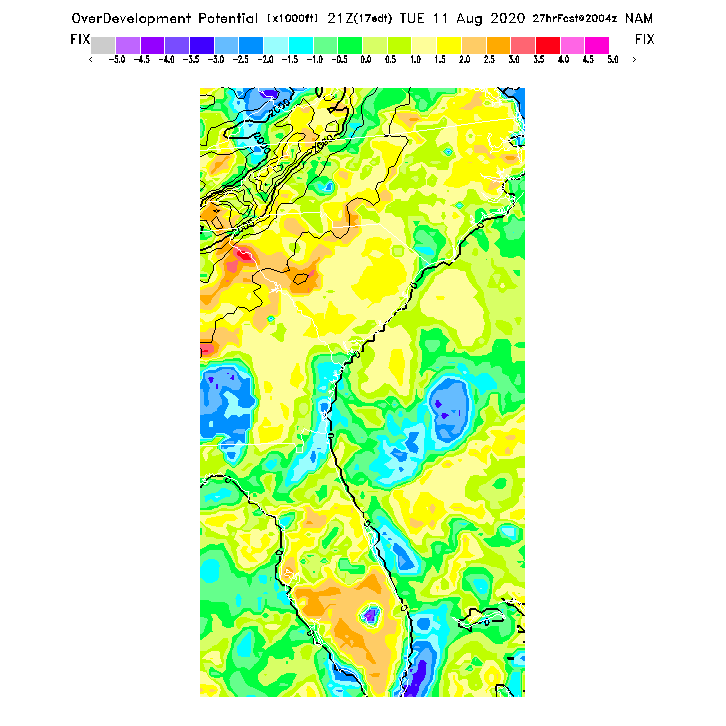 OverDevelopment Potential [x1000ft] 21Z(17edt) TUE 11 Aug 2020 27hrFcst@2004z NAM
FIX FIX
< -5.0 -4.5 -4.0 -3.5 -3.0 -2.5 -2.0 -1.5 -1.0 -0.5 0.0 0.5 1.0 1.5 2.0 2.5 3.0 3.5 4.0 4.5 5.0 >
2000